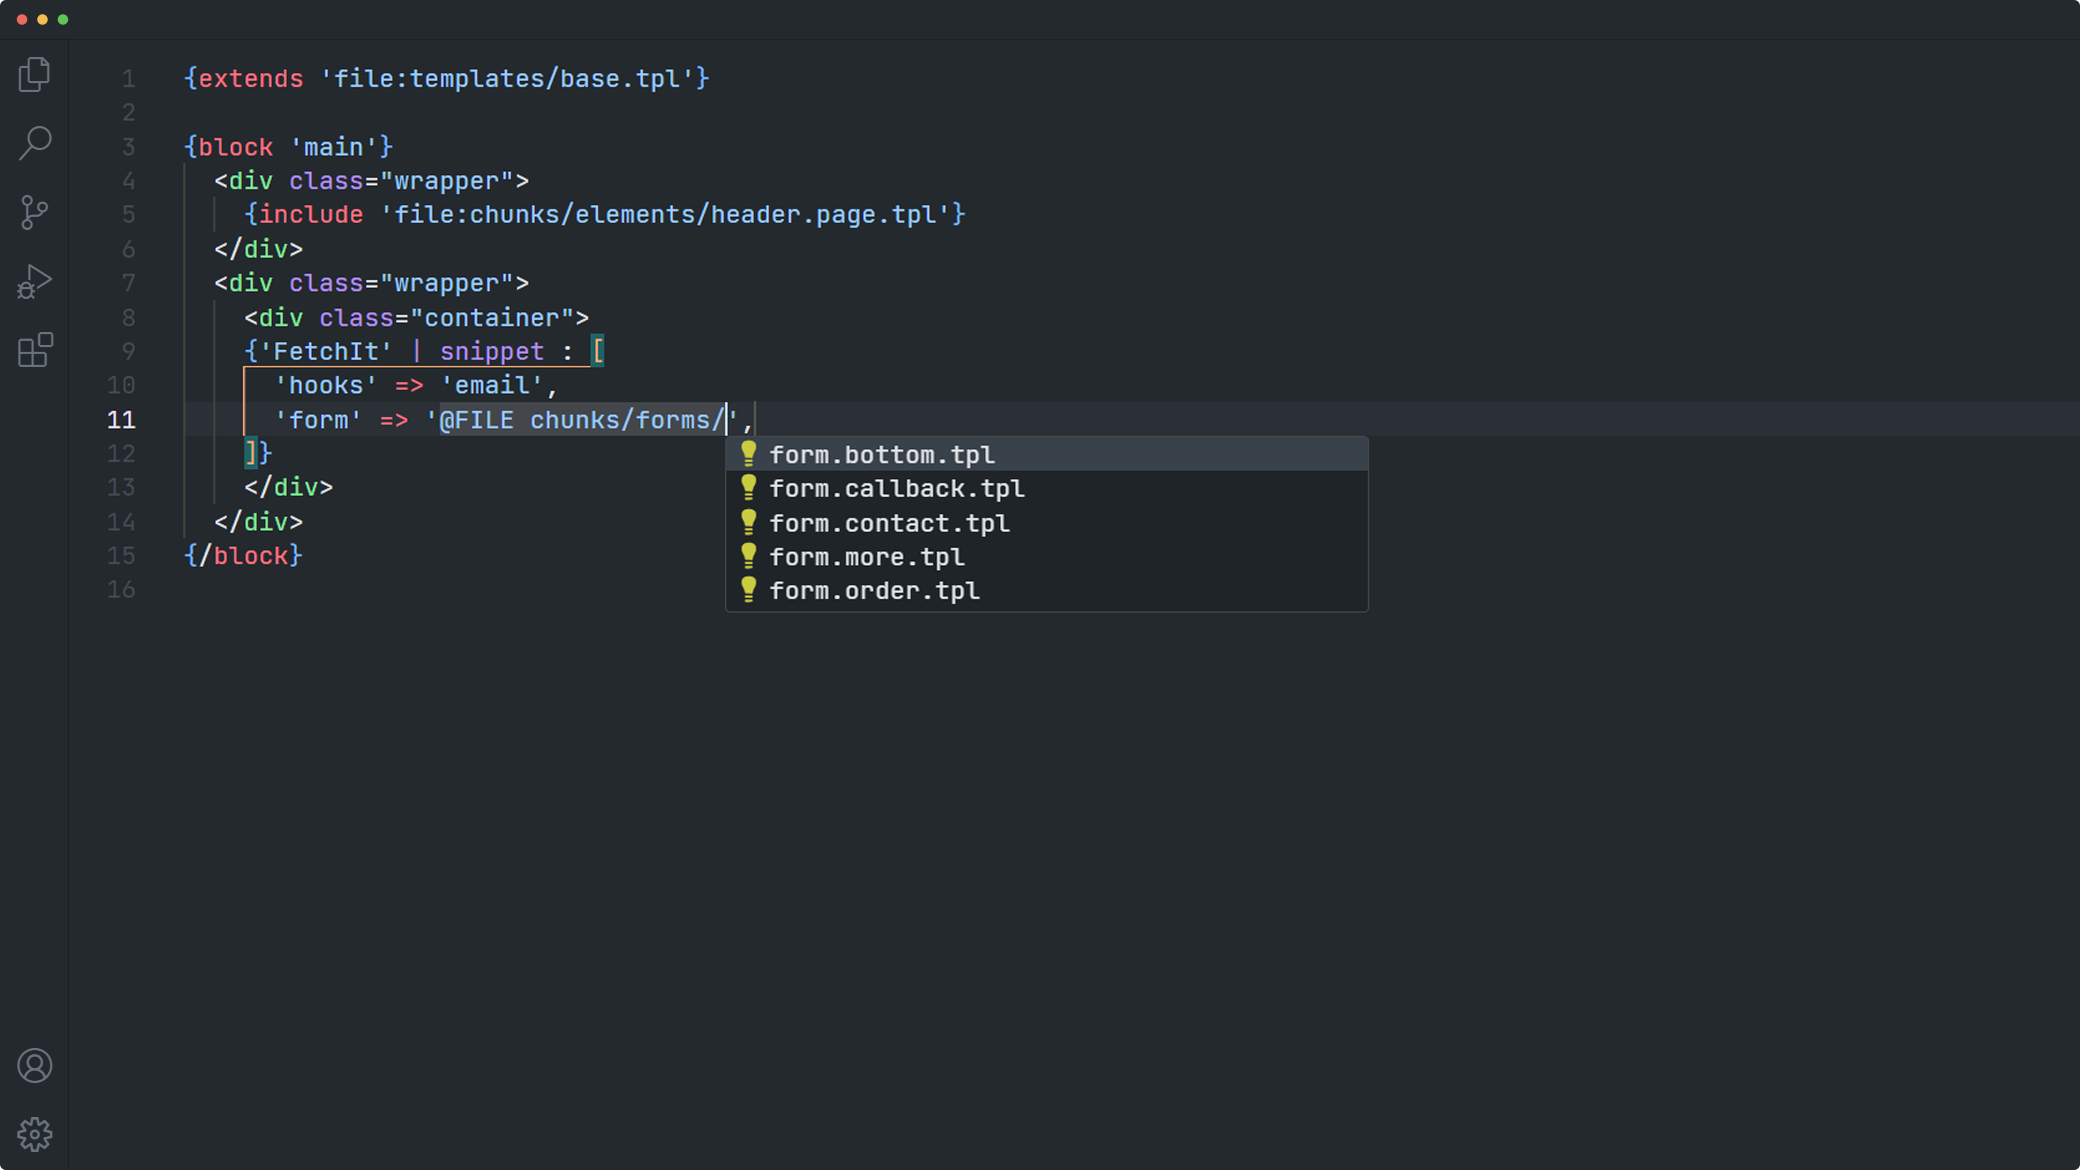 1 {extends 'file:templates/base.tpl'}
2
3 {block 'main'}
4 <div class="wrapper">
5 {include 'file:chunks/elements/header.page.tpl'}
6 </div>
7 <div class="wrapper">
8 <div class="container">
9 {'FetchIt' | snippet : [
10 'hooks' => 'email',
11 'form' => '@FILE chunks/forms/',
12 ]}
13 </div>
14 </div>
15 {/block}
16
form.bottom.tpl
form.callback.tpl
form.contact.tpl
form.more.tpl
form.order.tpl